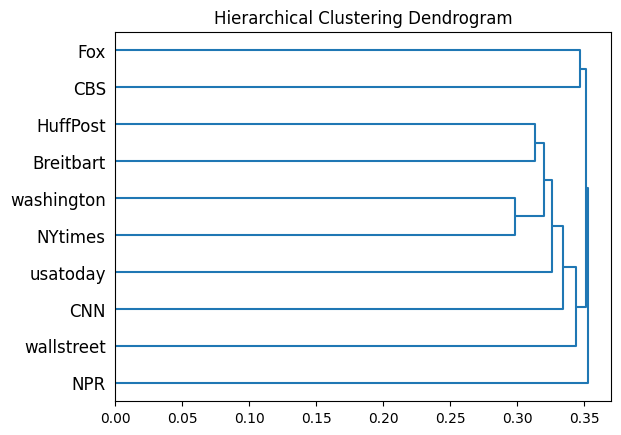 Hierarchical Clustering Dendrogram
Fox
CBS
HuffPost
Breitbart
washington
NYtimes
usatoday
CNN
wallstreet
NPR
0.00 0.05 0.10 0.15 0.20 0.25 0.30 0.35